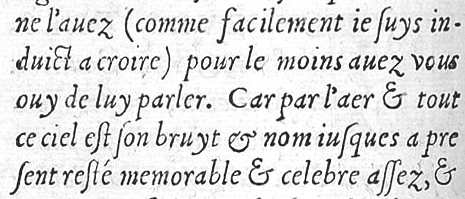 ne l'auez (comme facilement ie ſuys in-
duict a croire) pour le moins auez vous
ouy de luy parler. Car par l'aer & tout
ce ciel eſt ſon bruyt & nom iuſques a pre
ſent reſté memorable & celebre aſſez, &